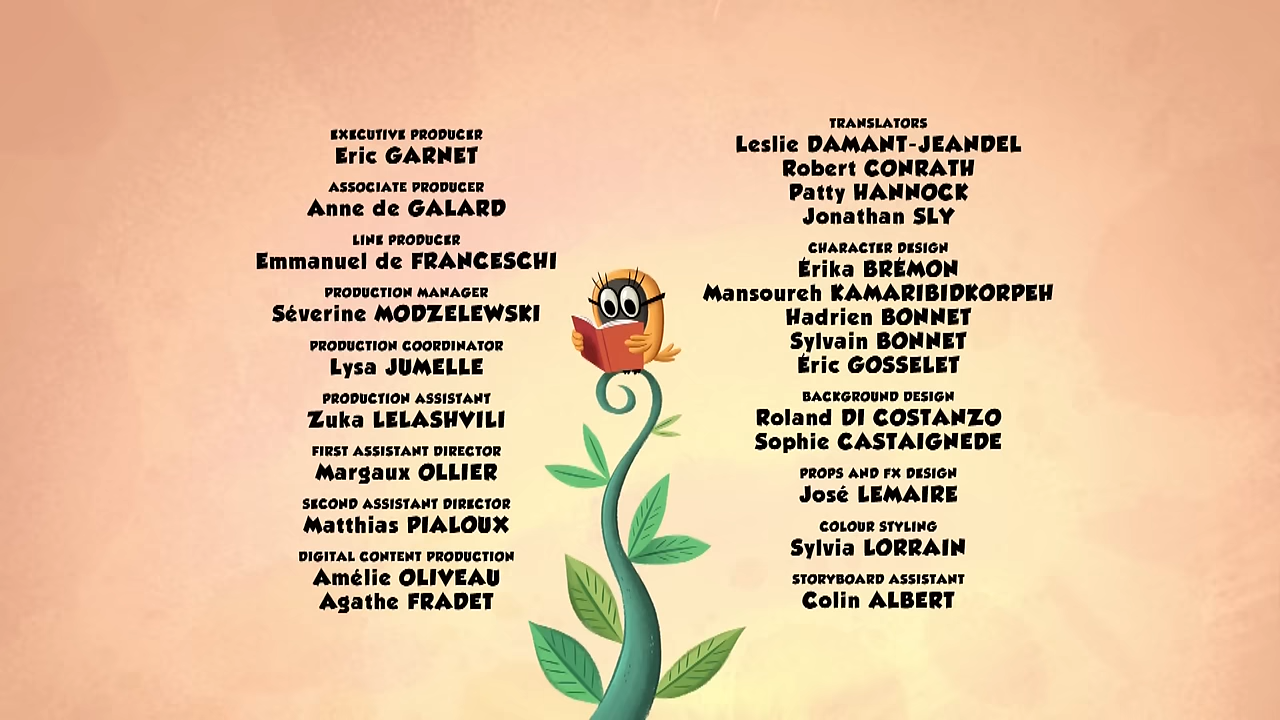 EXECUTIVE PRODUCER
Eric GARNET
ASSOCIATE PRODUCER
Anne de GALARD
LINE PRODUCER
Emmanuel de FRANCESCHI
PRODUCTION MANAGER
Séverine MODZELEWSKI
PRODUCTION COORDINATOR
Lysa JUMELLE
PRODUCTION ASSISTANT
Zuka LELASHVILI
FIRST ASSISTANT DIRECTOR
Margaux OLLIER
SECOND ASSISTANT DIRECTOR
Matthias PIALOUX
DIGITAL CONTENT PRODUCTION
Amélie OLIVEAU
Agathe FRADET
TRANSLATORS
Leslie DAMANT-JEANDEL
Robert CONRATH
Patty HANNOCK
Jonathan SLY
CHARACTER DESIGN
Érika BRÉMON
Mansoureh KAMARIBIDKORPEH
Hadrien BONNET
Sylvain BONNET
Éric GOSSELET
BACKGROUND DESIGN
Roland DI COSTANZO
Sophie CASTAIGNEDE
PROPS AND FX DESIGN
José LEMAIRE
COLOUR STYLING
Sylvia LORRAIN
STORYBOARD ASSISTANT
Colin ALBERT